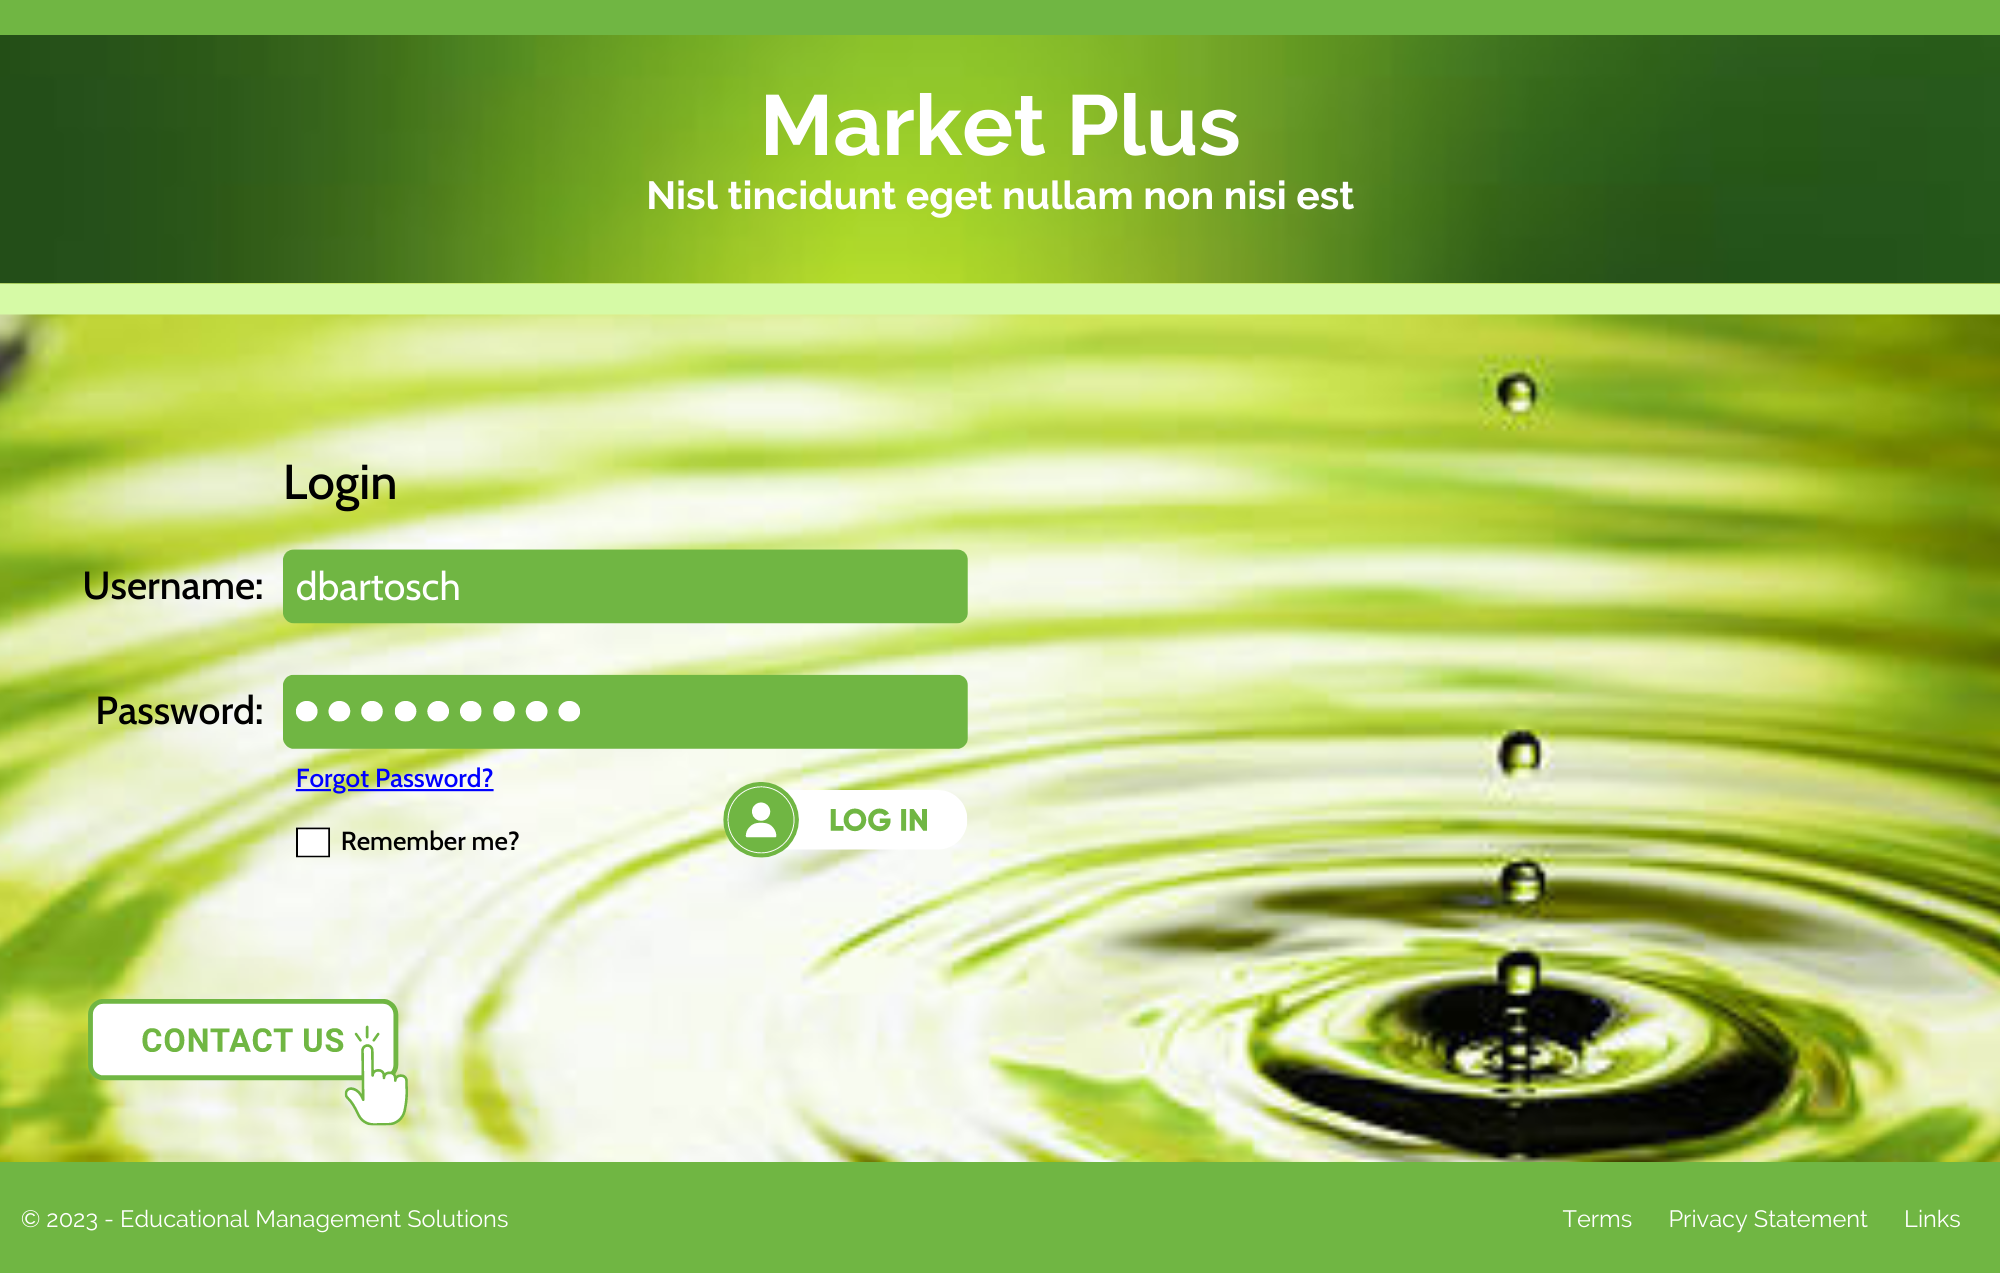 Market Plus
Nisl tincidunt eget nullam non nisi est
Login
Username: dbartosch
Password: ●●●●●●●●●
Forgot Password?
Remember me?
LOG IN
CONTACT US
© 2023 - Educational Management Solutions
Terms Privacy Statement Links